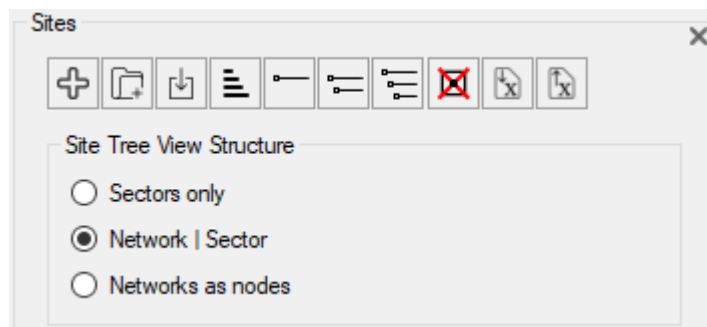 Sites
Site Tree View Structure
Sectors only
Network | Sector
Networks as nodes